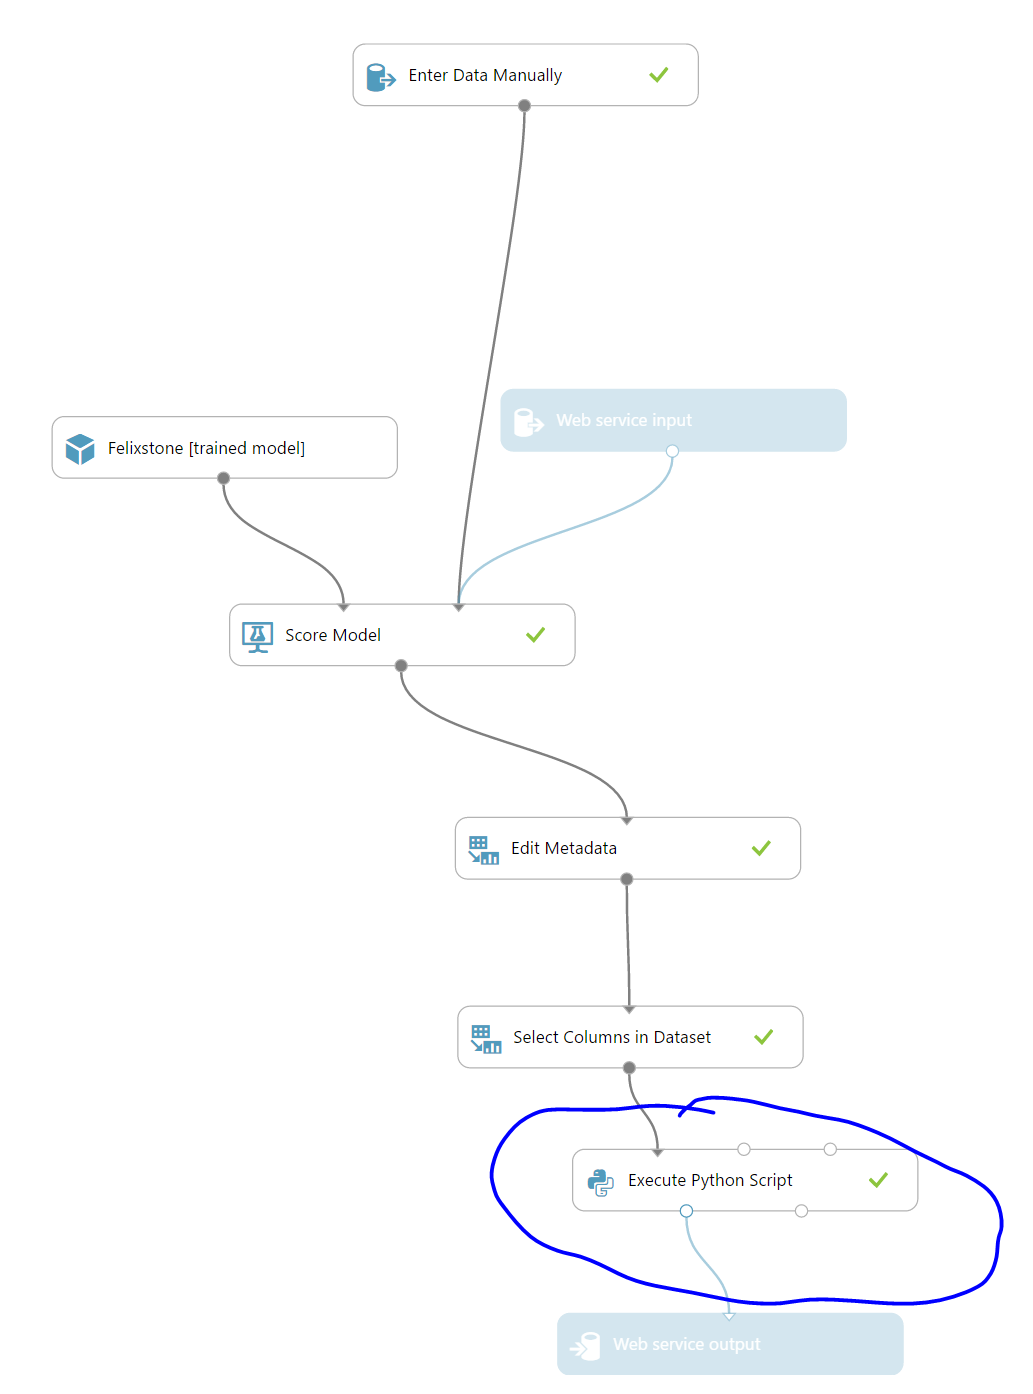 Enter Data Manually
Web service input
Felixstone [trained model]
Score Model
Edit Metadata
Select Columns in Dataset
Execute Python Script
Web service output